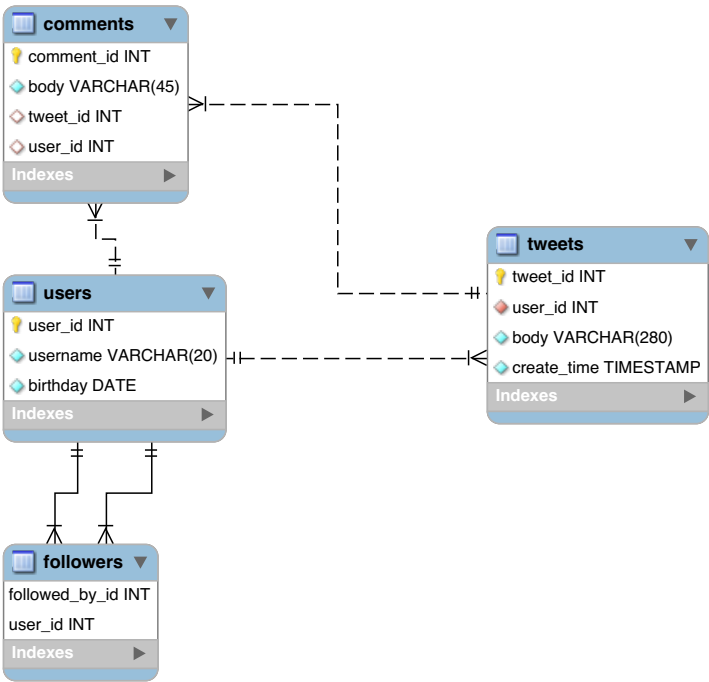 comments
comment_id INT
body VARCHAR(45)
tweet_id INT
user_id INT
Indexes
users
user_id INT
username VARCHAR(20)
birthday DATE
Indexes
tweets
tweet_id INT
user_id INT
body VARCHAR(280)
create_time TIMESTAMP
Indexes
followers
followed_by_id INT
user_id INT
Indexes